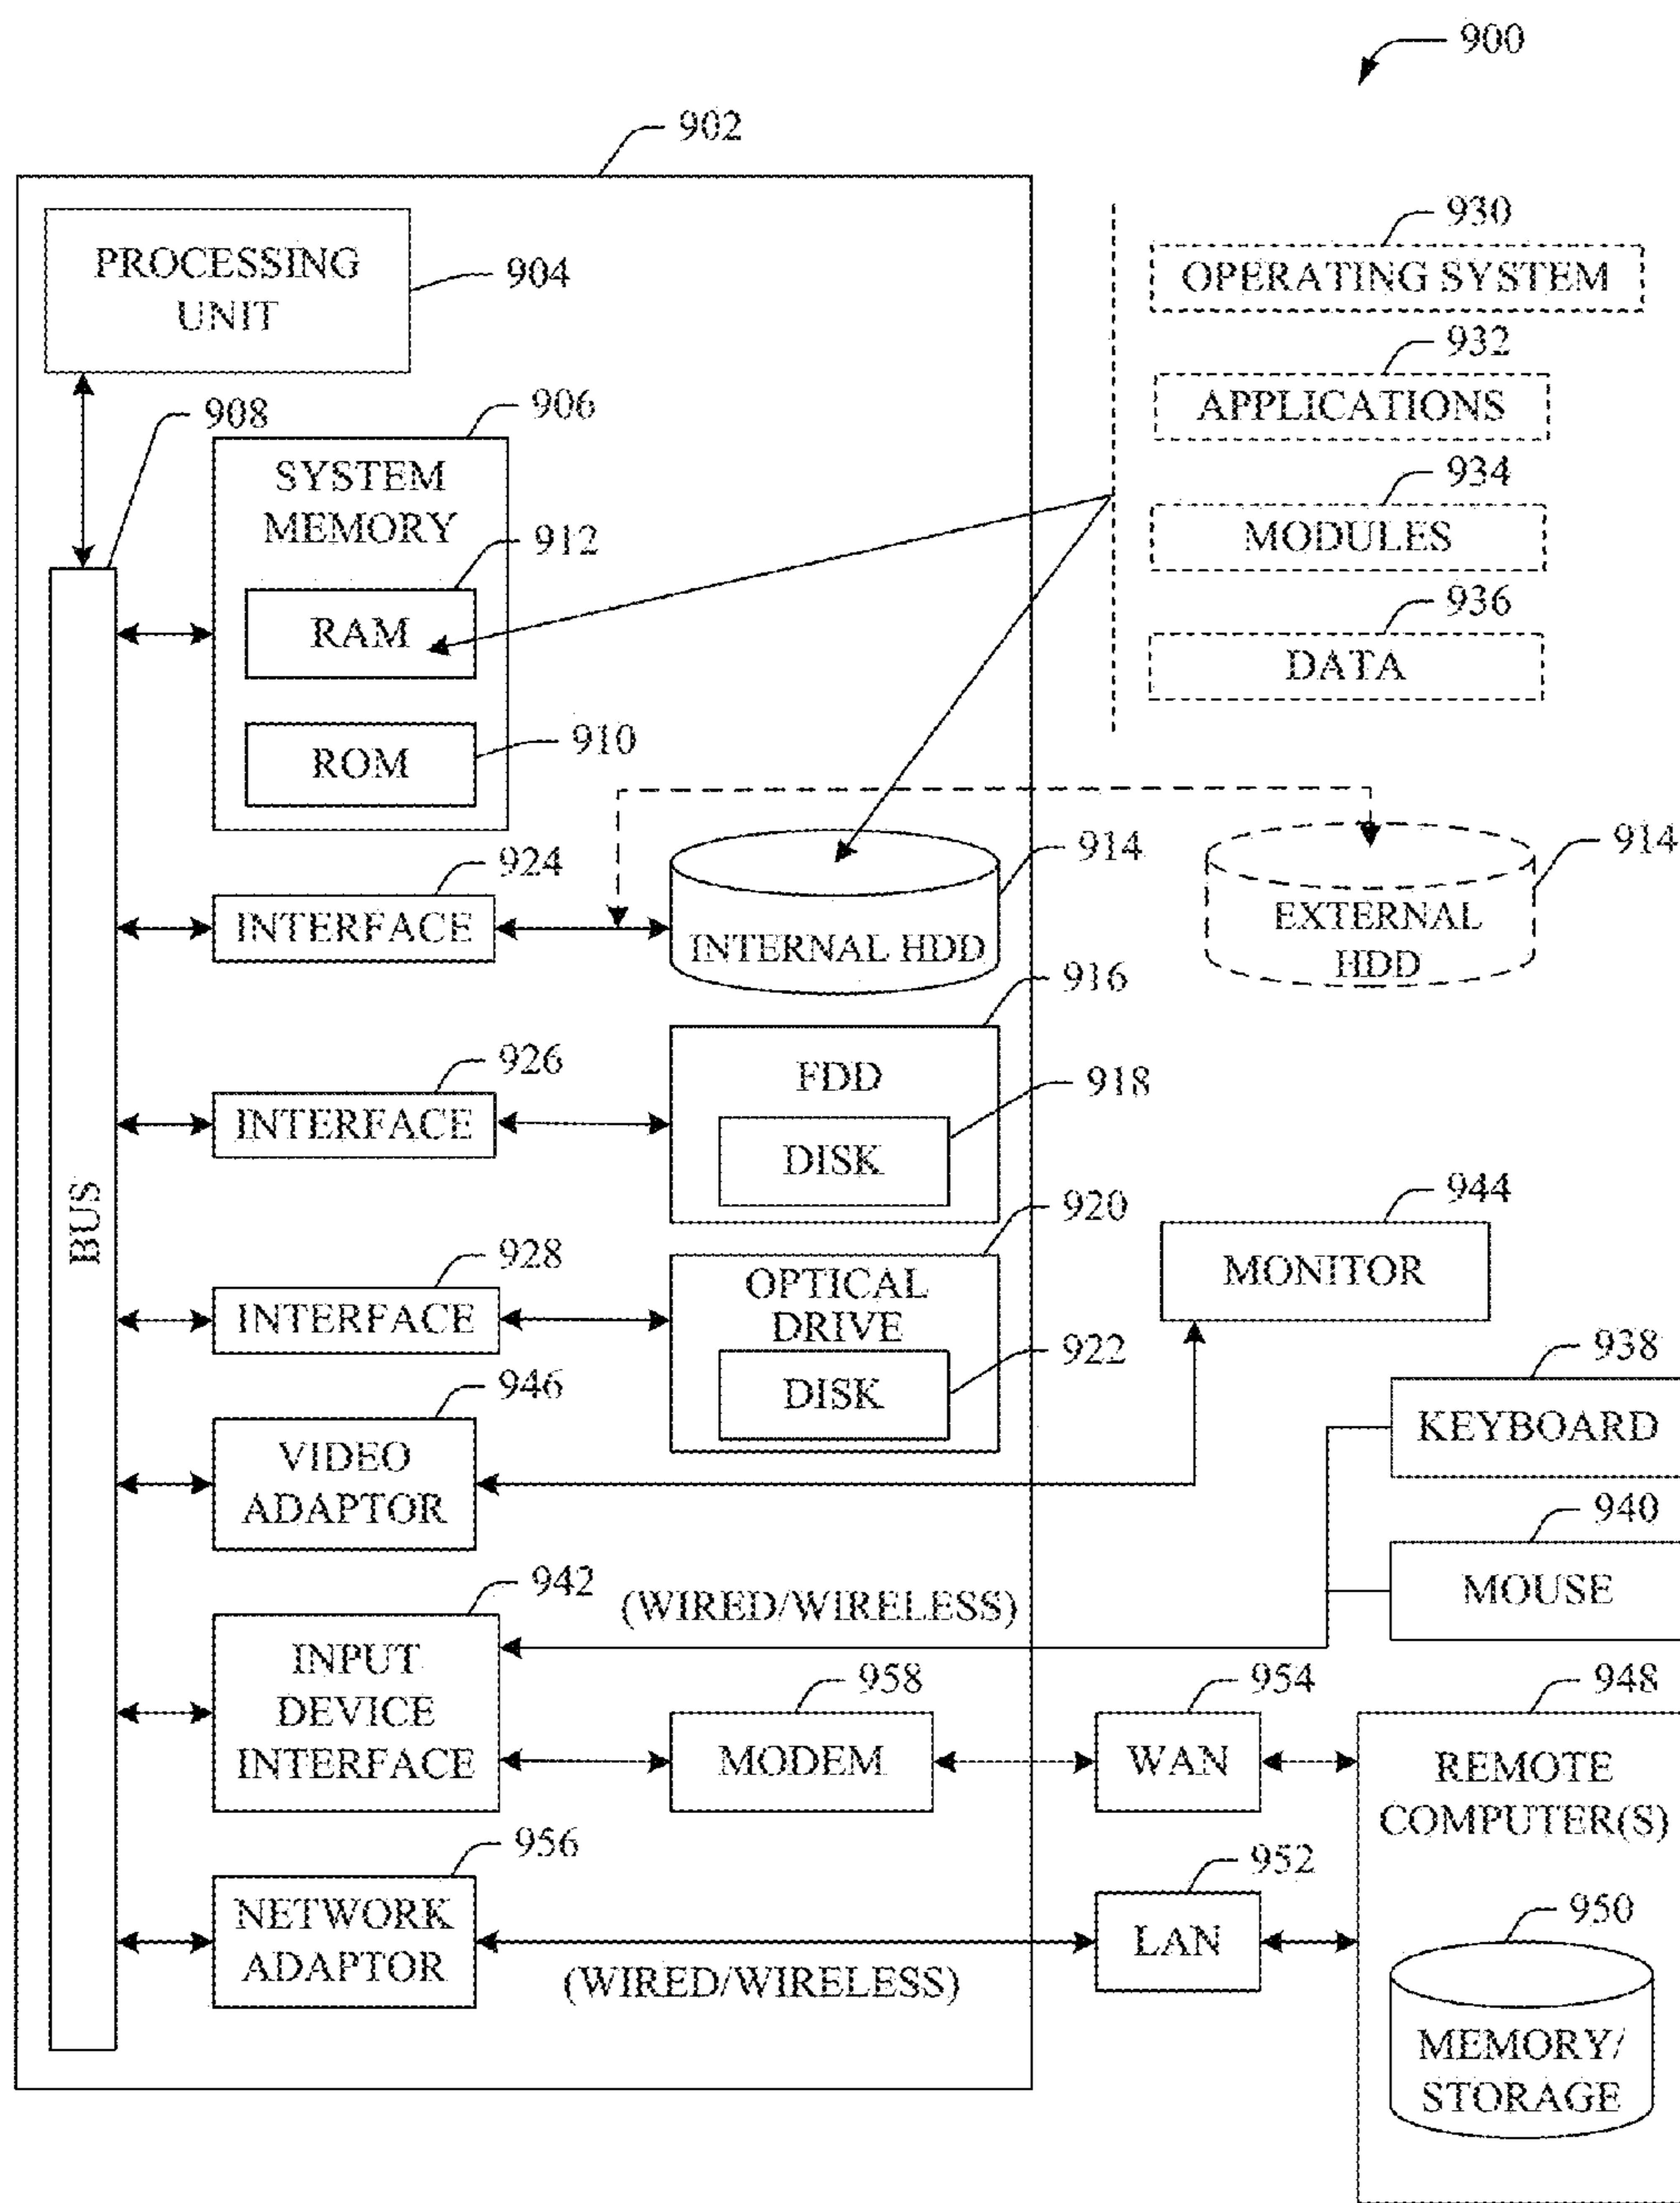 900
902
PROCESSING
UNIT
904
908
906
SYSTEM
MEMORY
912
RAM
910
ROM
930
OPERATING SYSTEM
932
APPLICATIONS
934
MODULES
936
DATA
BUS
924
INTERFACE
914
INTERNAL HDD
914
EXTERNAL
HDD
926
INTERFACE
916
FDD
918
DISK
928
INTERFACE
920
OPTICAL
DRIVE
922
DISK
944
MONITOR
946
VIDEO
ADAPTOR
938
KEYBOARD
940
MOUSE
942
INPUT
DEVICE
INTERFACE
(WIRED/WIRELESS)
958
MODEM
954
WAN
948
REMOTE
COMPUTER(S)
956
NETWORK
ADAPTOR
(WIRED/WIRELESS)
952
LAN
950
MEMORY/
STORAGE